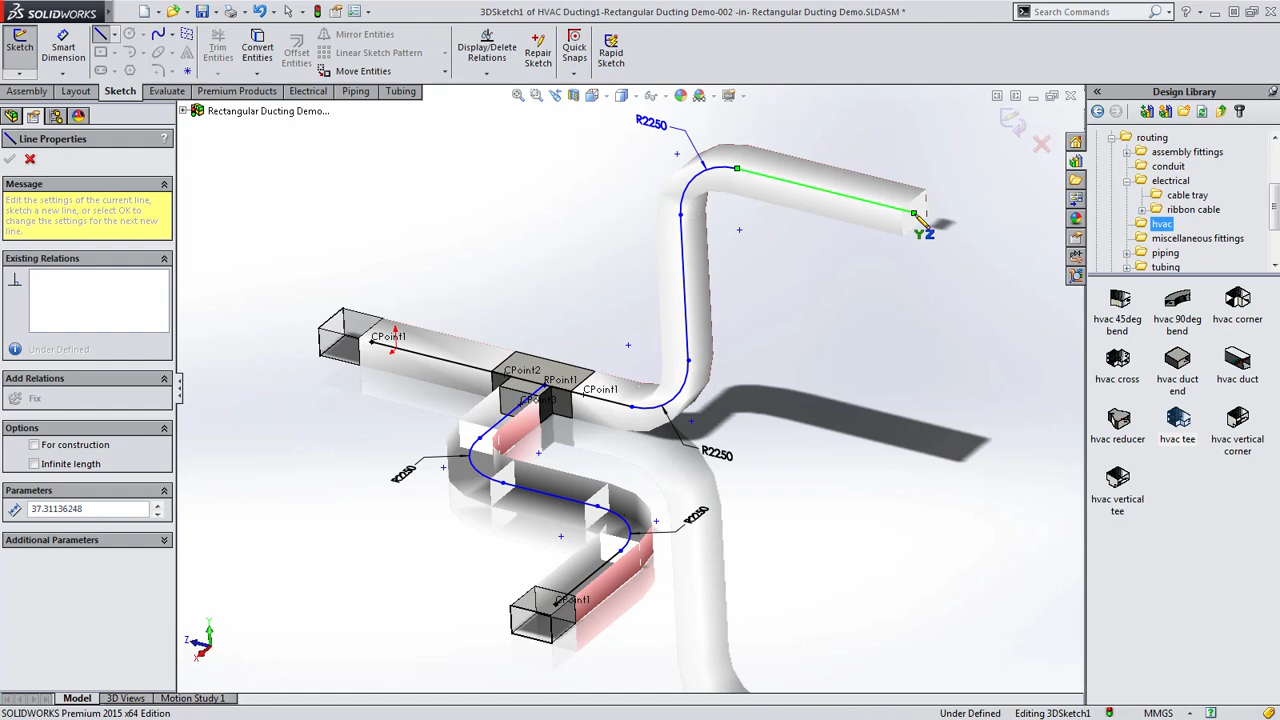 SOLIDWORKS
3DSketch1 of HVAC Ducting1-Rectangular Ducting Demo-002 -in- Rectangular Ducting Demo.SLDASM *
Search Commands
Sketch
Smart
Dimension
Trim
Entities
Convert
Entities
Offset
Entities
Mirror Entities
Linear Sketch Pattern
Move Entities
Display/Delete
Relations
Repair
Sketch
Quick
Snaps
Rapid
Sketch
Assembly
Layout
Sketch
Evaluate
Premium Products
Electrical
Piping
Tubing
Line Properties
?
Message
Edit the settings of the current line,
sketch a new line, or select OK to
change the settings for the next new
line.
Existing Relations
Under Defined
Add Relations
Fix
Options
For construction
Infinite length
Parameters
37.31136248
Additional Parameters
Rectangular Ducting Demo...
R2250
YZ
CPoint1
CPoint2
RPoint1
CPoint1
CPoint3
R2250
R2250
R2250
CPoint1
Y
Z
X
Design Library
routing
assembly fittings
conduit
electrical
cable tray
ribbon cable
hvac
miscellaneous fittings
piping
tubing
hvac 45deg
bend
hvac 90deg
bend
hvac corner
hvac cross
hvac duct
end
hvac duct
hvac reducer
hvac tee
hvac vertical
corner
hvac vertical
tee
Model
3D Views
Motion Study 1
SOLIDWORKS Premium 2015 x64 Edition
Under Defined
Editing 3DSketch1
MMGS